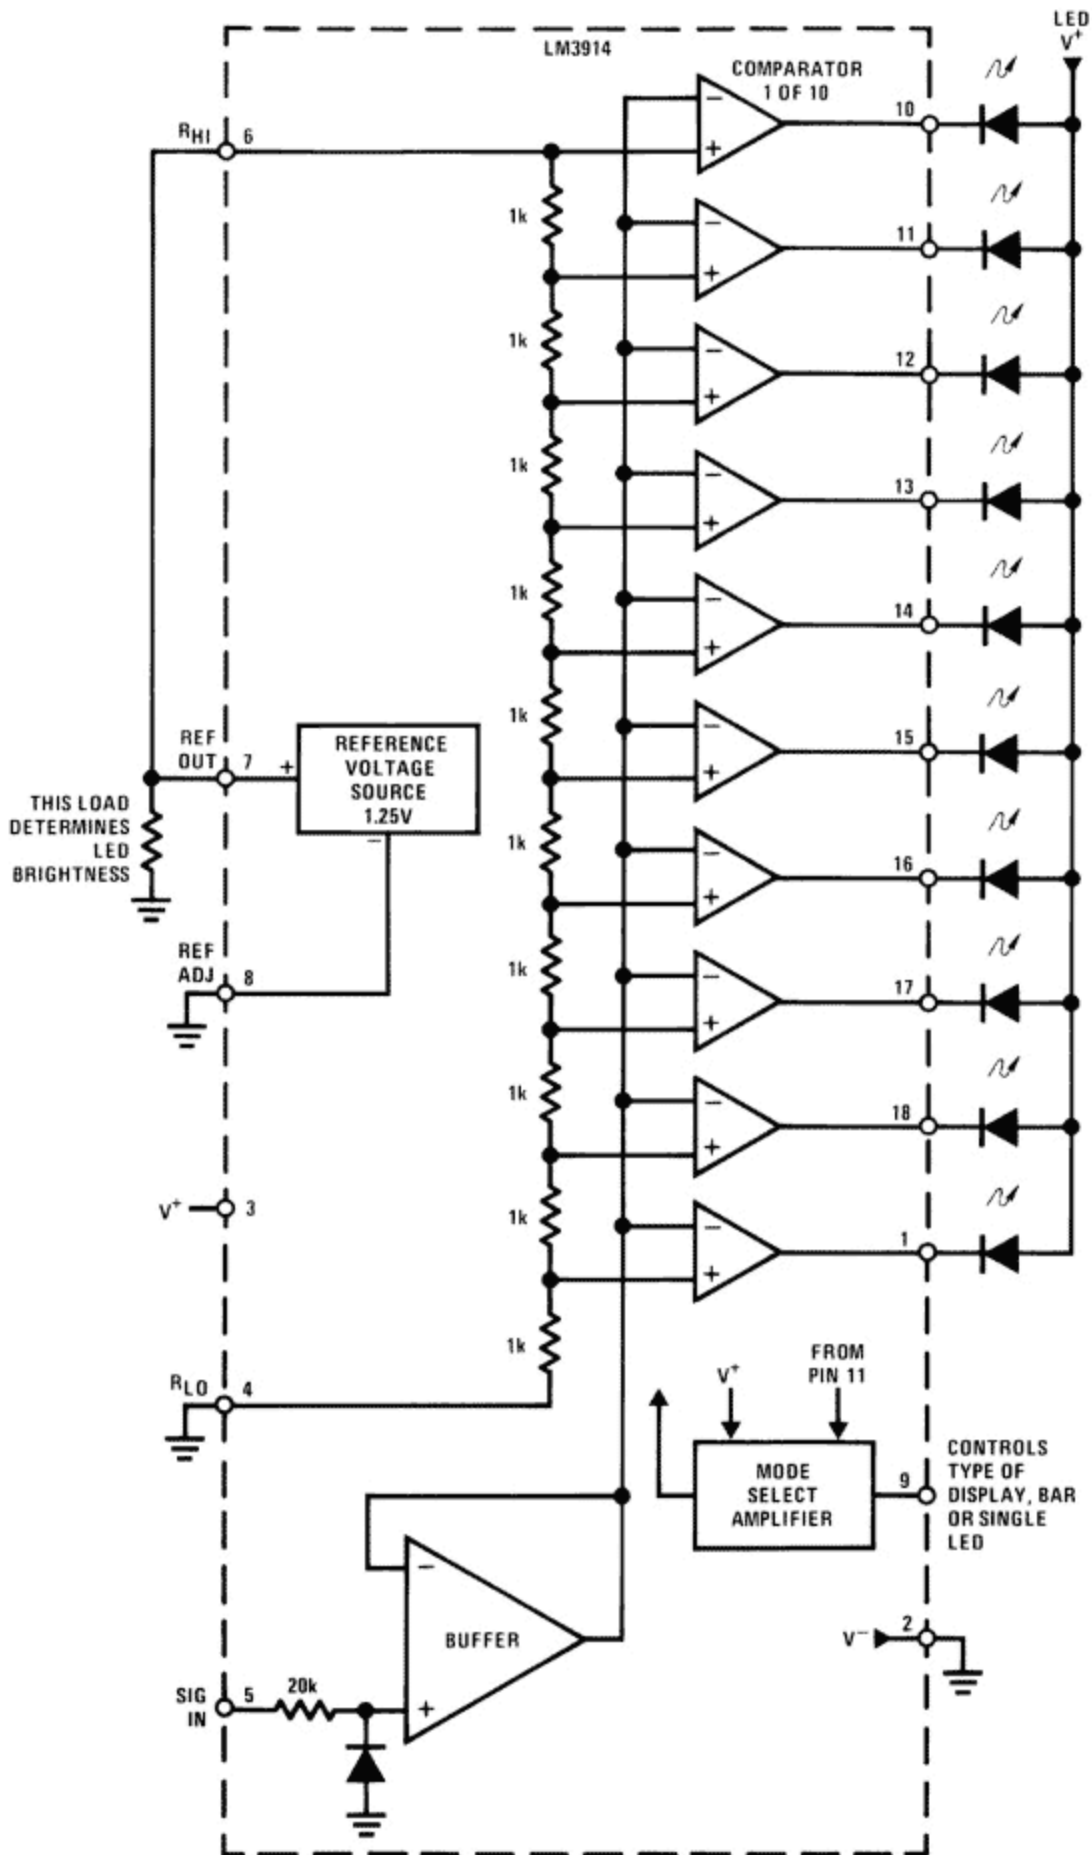 LED
V+
LM3914
COMPARATOR
1 OF 10
−
+
10
RHI
6
1k
−
+
11
1k
−
+
12
1k
−
+
13
1k
−
+
14
1k
−
+
15
REF
OUT
7
+
REFERENCE
VOLTAGE
SOURCE
1.25V
−
THIS LOAD
DETERMINES
LED
BRIGHTNESS
1k
−
+
16
REF
ADJ
8
1k
−
+
17
1k
−
+
18
V+
3
1k
−
+
1
1k
RLO
4
V+
FROM
PIN 11
MODE
SELECT
AMPLIFIER
9
CONTROLS
TYPE OF
DISPLAY, BAR
OR SINGLE
LED
−
BUFFER
+
V−
2
SIG
IN
5
20k